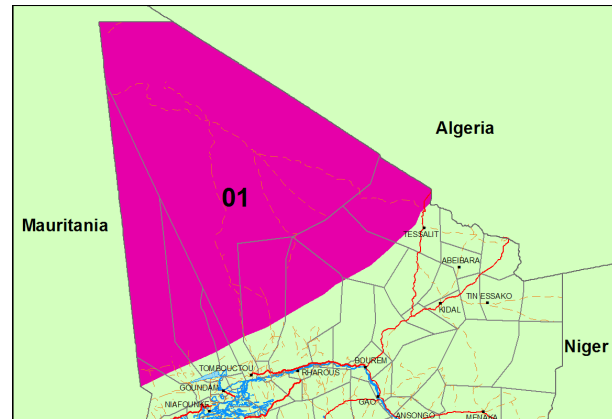 Algeria
01
Mauritania
TESSALIT
ABEIBARA
TIN ESSAKO
KIDAL
Niger
TOMBOUCTOU
RHAROUS
BOUREM
GOUNDAM
NIAFOUNKE
GAO
ANSONGO
MENAKA